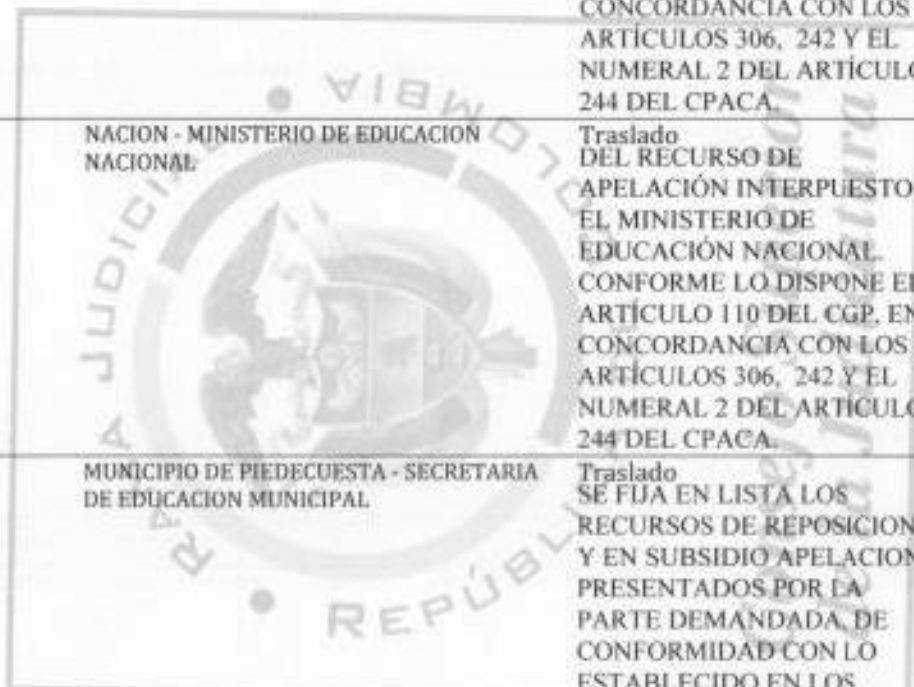 CONCORDANCIA CON LOS
ARTÍCULOS 306, 242 Y EL
NUMERAL 2 DEL ARTÍCULO
244 DEL CPACA.
NACION - MINISTERIO DE EDUCACION
NACIONAL
Traslado
DEL RECURSO DE
APELACIÓN INTERPUESTO
EL MINISTERIO DE
EDUCACIÓN NACIONAL.
CONFORME LO DISPONE EL
ARTÍCULO 110 DEL CGP, EN
CONCORDANCIA CON LOS
ARTÍCULOS 306, 242 Y EL
NUMERAL 2 DEL ARTÍCULO
244 DEL CPACA.
MUNICIPIO DE PIEDECUESTA - SECRETARIA
DE EDUCACION MUNICIPAL
Traslado
SE FIJA EN LISTA LOS
RECURSOS DE REPOSICION
Y EN SUBSIDIO APELACION
PRESENTADOS POR LA
PARTE DEMANDADA, DE
CONFORMIDAD CON LO
ESTABLECIDO EN LOS
REPÚBLI